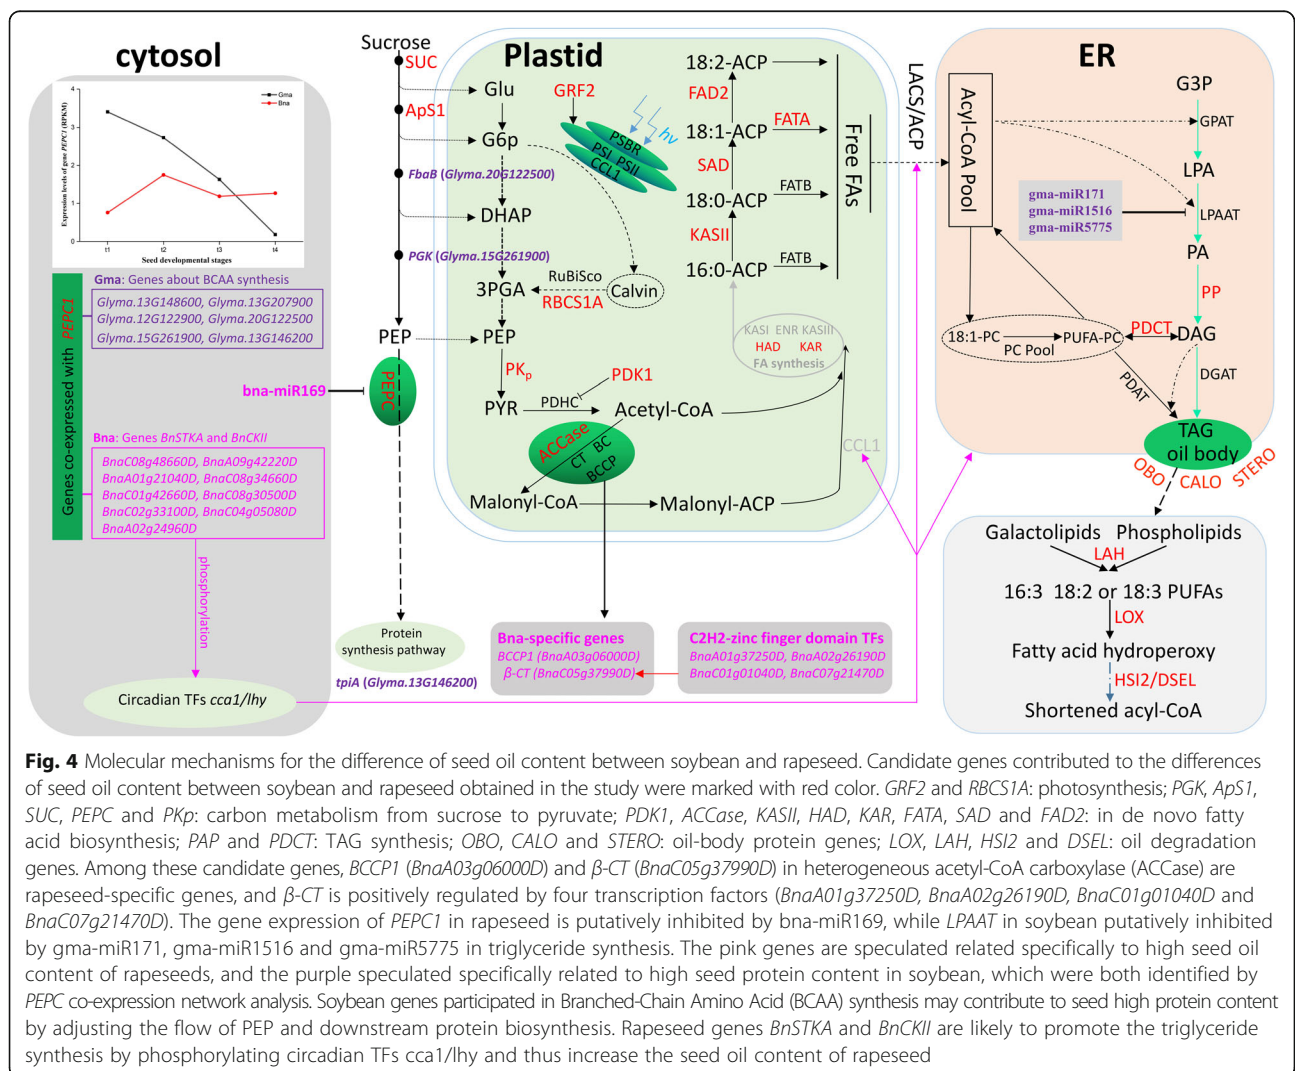 cytosol
Gma
Bna
Expression levels of gene PEPC1 (RPKM)
4
3
2
1
0
t1
t2
t3
t4
Seed developmental stages
Genes co-expressed with PEPC1
Gma: Genes about BCAA synthesis
Glyma.13G148600, Glyma.13G207900
Glyma.12G122900, Glyma.20G122500
Glyma.15G261900, Glyma.13G146200
bna-miR169
Bna: Genes BnSTKA and BnCKII
BnaC08g48660D, BnaA09g42220D
BnaA01g21040D, BnaC08g34660D
BnaC01g42660D, BnaC08g30500D
BnaC02g33100D, BnaC04g05080D
BnaA02g24960D
phosphorylation
Circadian TFs cca1/lhy
Sucrose
SUC
ApS1
FbaB (Glyma.20G122500)
PGK (Glyma.15G261900)
PEP
PEPC
Protein
synthesis pathway
tpiA (Glyma.13G146200)
Plastid
Glu
G6p
DHAP
3PGA
PEP
PKp
PYR
GRF2
hv
PSBR
PSI PSII
CCL1
RuBiSco
RBCS1A
Calvin
PDK1
PDHC
Acetyl-CoA
ACCase
CT BC
BCCP
Malonyl-CoA
Malonyl-ACP
18:2-ACP
FAD2
18:1-ACP
FATA
SAD
18:0-ACP
FATB
KASII
16:0-ACP
FATB
Free FAs
KASI ENR KASIII
HAD KAR
FA synthesis
CCL1
LACS/ACP
Bna-specific genes
BCCP1 (BnaA03g06000D)
β-CT (BnaC05g37990D)
C2H2-zinc finger domain TFs
BnaA01g37250D, BnaA02g26190D
BnaC01g01040D, BnaC07g21470D
ER
Acyl-CoA Pool
G3P
GPAT
LPA
gma-miR171
gma-miR1516
gma-miR5775
LPAAT
PA
PP
18:1-PC
PUFA-PC
PC Pool
PDCT
DAG
PDAT
DGAT
TAG
oil body
OBO
CALO
STERO
Galactolipids Phospholipids
LAH
16:3 18:2 or 18:3 PUFAs
LOX
Fatty acid hydroperoxy
HSI2/DSEL
Shortened acyl-CoA
Fig. 4 Molecular mechanisms for the difference of seed oil content between soybean and rapeseed. Candidate genes contributed to the differences
of seed oil content between soybean and rapeseed obtained in the study were marked with red color. GRF2 and RBCS1A: photosynthesis; PGK, ApS1,
SUC, PEPC and PKp: carbon metabolism from sucrose to pyruvate; PDK1, ACCase, KASII, HAD, KAR, FATA, SAD and FAD2: in de novo fatty
acid biosynthesis; PAP and PDCT: TAG synthesis; OBO, CALO and STERO: oil-body protein genes; LOX, LAH, HSI2 and DSEL: oil degradation
genes. Among these candidate genes, BCCP1 (BnaA03g06000D) and β-CT (BnaC05g37990D) in heterogeneous acetyl-CoA carboxylase (ACCase) are
rapeseed-specific genes, and β-CT is positively regulated by four transcription factors (BnaA01g37250D, BnaA02g26190D, BnaC01g01040D and
BnaC07g21470D). The gene expression of PEPC1 in rapeseed is putatively inhibited by bna-miR169, while LPAAT in soybean putatively inhibited
by gma-miR171, gma-miR1516 and gma-miR5775 in triglyceride synthesis. The pink genes are speculated related specifically to high seed oil
content of rapeseeds, and the purple speculated specifically related to high seed protein content in soybean, which were both identified by
PEPC co-expression network analysis. Soybean genes participated in Branched-Chain Amino Acid (BCAA) synthesis may contribute to seed high protein content
by adjusting the flow of PEP and downstream protein biosynthesis. Rapeseed genes BnSTKA and BnCKII are likely to promote the triglyceride
synthesis by phosphorylating circadian TFs cca1/lhy and thus increase the seed oil content of rapeseed